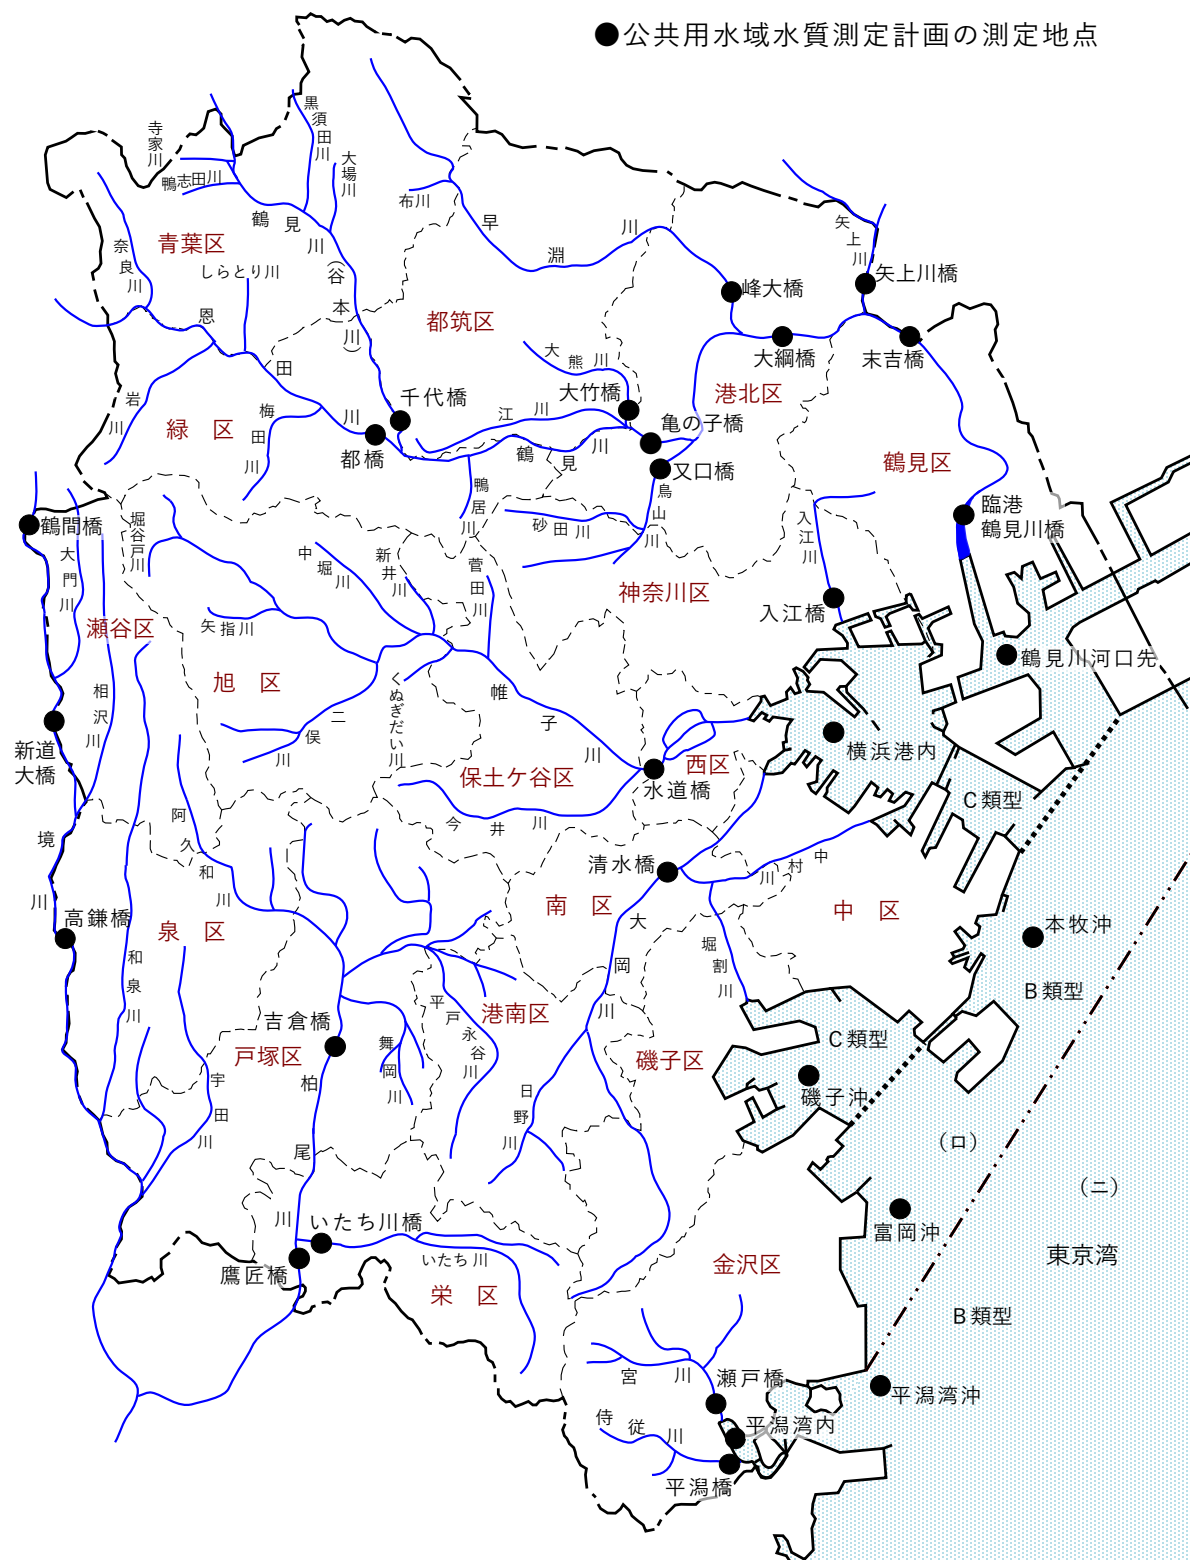 ●公共用水域水質測定計画の測定地点
寺家川
黒須田川
大場川
鴨志田川
布川
早淵川
鶴見川(谷本川)
青葉区
奈良川
しらとり川
矢上川
矢上川橋
峰大橋
恩田川
都筑区
大綱橋
末吉橋
大熊川
港北区
岩川
梅田川
緑 区
千代橋
大竹橋
江川
亀の子橋
都橋
鶴見川
又口橋
鶴見区
鴨居川
鳥山川
砂田川
入江川
臨港
鶴見川橋
鶴間橋
堀谷戸川
大門川
中堀川
新井川
菅田川
神奈川区
入江橋
瀬谷区
矢指川
鶴見川河口先
旭 区
相沢川
くぬぎだい川
二俣川
帷子川
新道
大橋
横浜港内
西区
保土ケ谷区
水道橋
C類型
阿久和川
今井川
境川
中村川
清水橋
高鎌橋
泉 区
南 区
大岡川
中 区
本牧沖
和泉川
堀割川
B類型
平戸永谷川
港南区
吉倉橋
戸塚区
舞岡川
磯子区
C類型
磯子沖
宇田川
柏尾川
日野川
(ロ)
(ニ)
いたち川橋
富岡沖
鷹匠橋
いたち川
金沢区
東京湾
栄 区
B類型
宮川
瀬戸橋
平潟湾沖
侍従川
平潟湾内
平潟橋